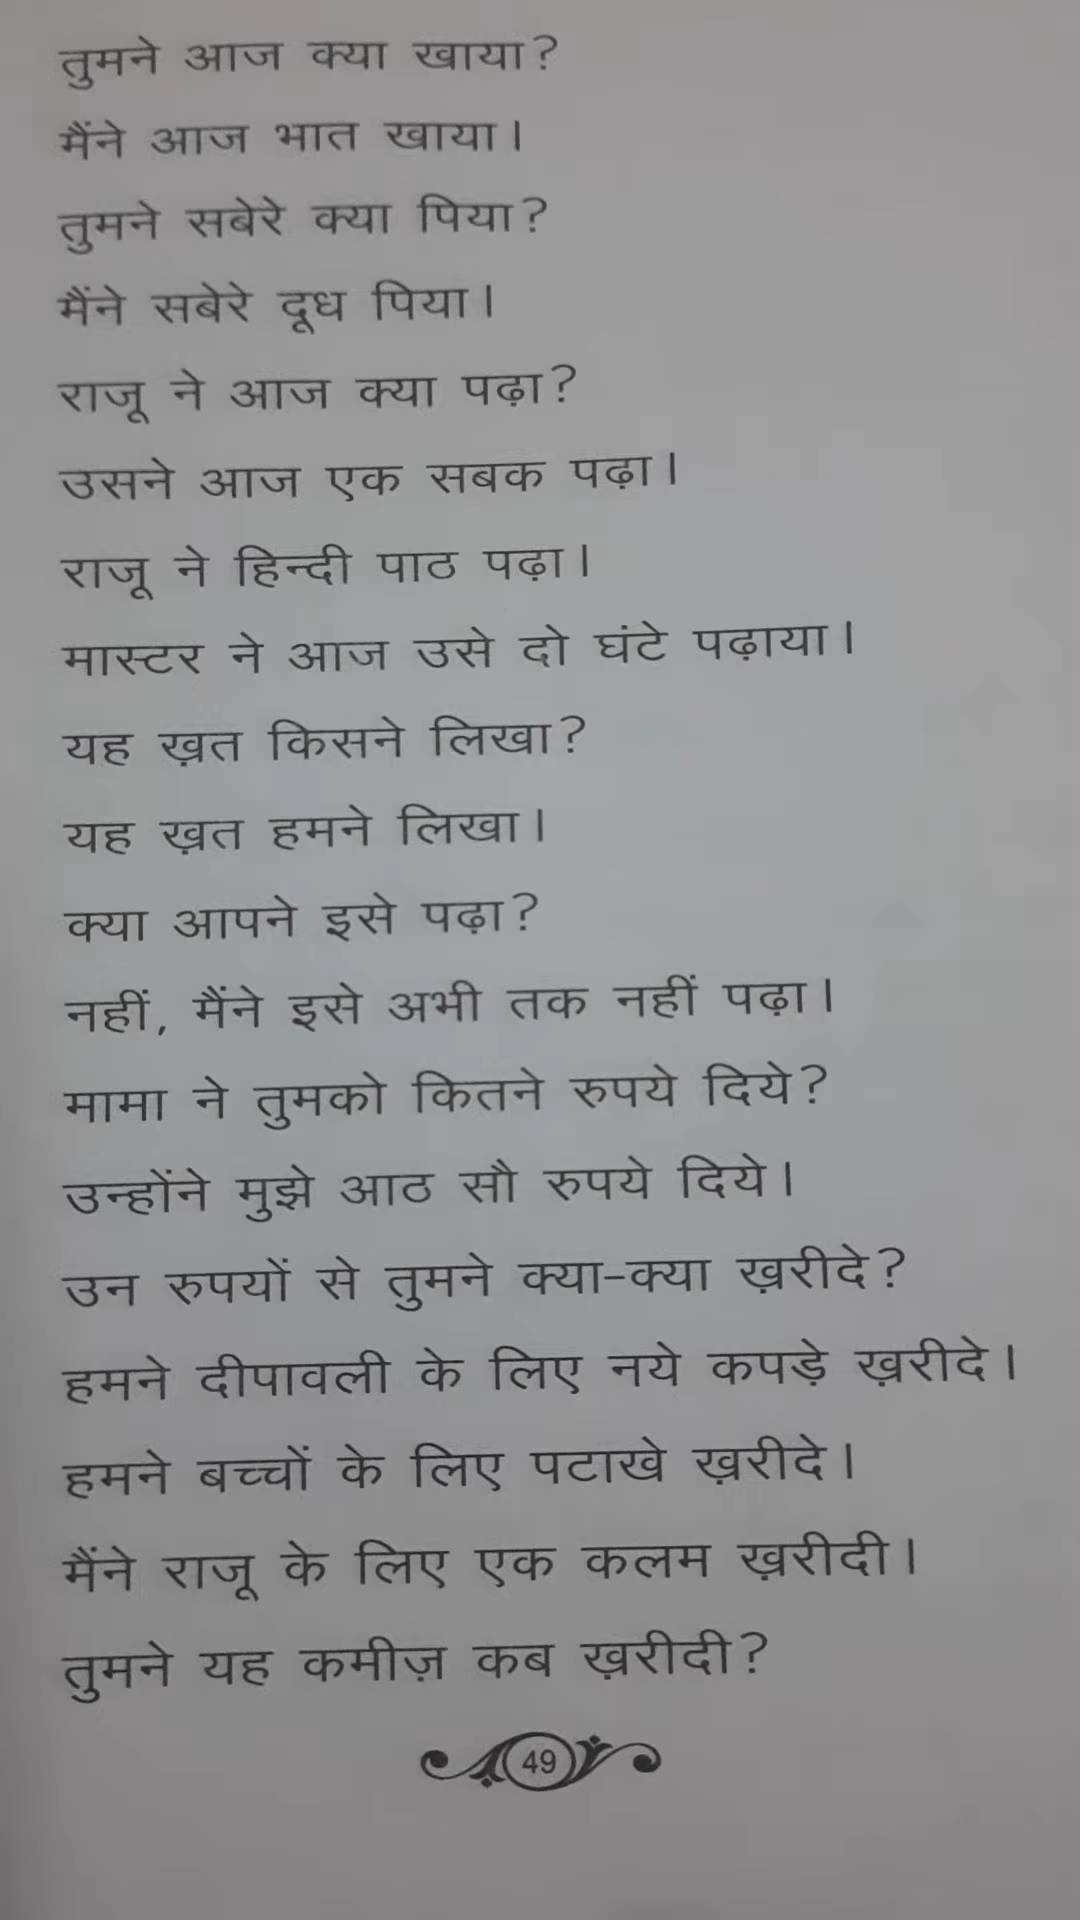 तुमने आज क्या खाया?
मैंने आज भात खाया।
तुमने सबेरे क्या पिया?
मैंने सबेरे दूध पिया।
राजू ने आज क्या पढ़ा?
उसने आज एक सबक पढ़ा।
राजू ने हिन्दी पाठ पढ़ा।
मास्टर ने आज उसे दो घंटे पढ़ाया।
यह ख़त किसने लिखा?
यह ख़त हमने लिखा।
क्या आपने इसे पढ़ा?
नहीं, मैंने इसे अभी तक नहीं पढ़ा।
मामा ने तुमको कितने रुपये दिये?
उन्होंने मुझे आठ सौ रुपये दिये।
उन रुपयों से तुमने क्या-क्या ख़रीदे?
हमने दीपावली के लिए नये कपड़े ख़रीदे।
हमने बच्चों के लिए पटाखे ख़रीदे।
मैंने राजू के लिए एक कलम ख़रीदी।
तुमने यह कमीज़ कब ख़रीदी?
49